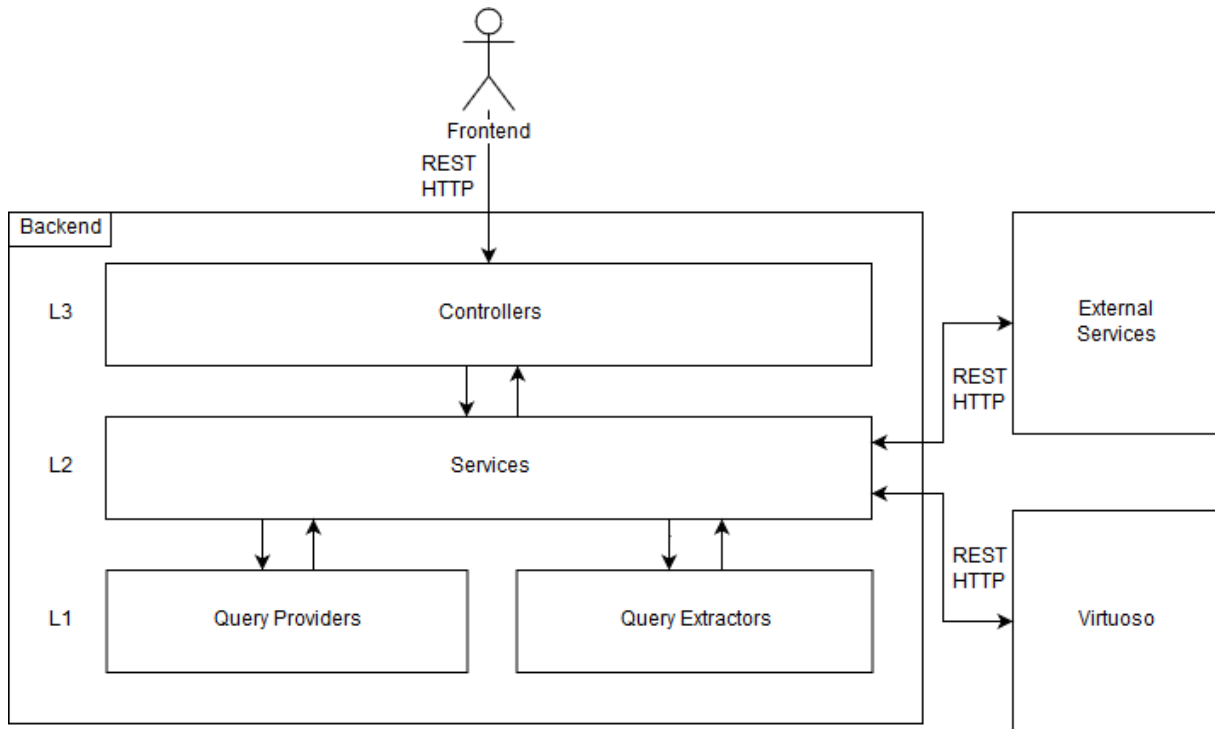 Frontend
REST
HTTP
Backend
L3
Controllers
External
Services
REST
HTTP
L2
Services
REST
HTTP
L1
Query Providers
Query Extractors
Virtuoso